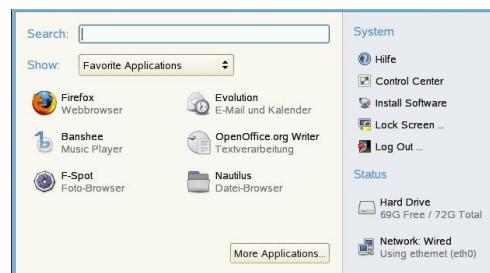 Search:
Show: Favorite Applications
Firefox
Webbrowser
Evolution
E-Mail und Kalender
Banshee
Music Player
OpenOffice.org Writer
Textverarbeitung
F-Spot
Foto-Browser
Nautilus
Datei-Browser
More Applications...
System
Hilfe
Control Center
Install Software
Lock Screen ...
Log Out ...
Status
Hard Drive
69G Free / 72G Total
Network: Wired
Using ethernet (eth0)